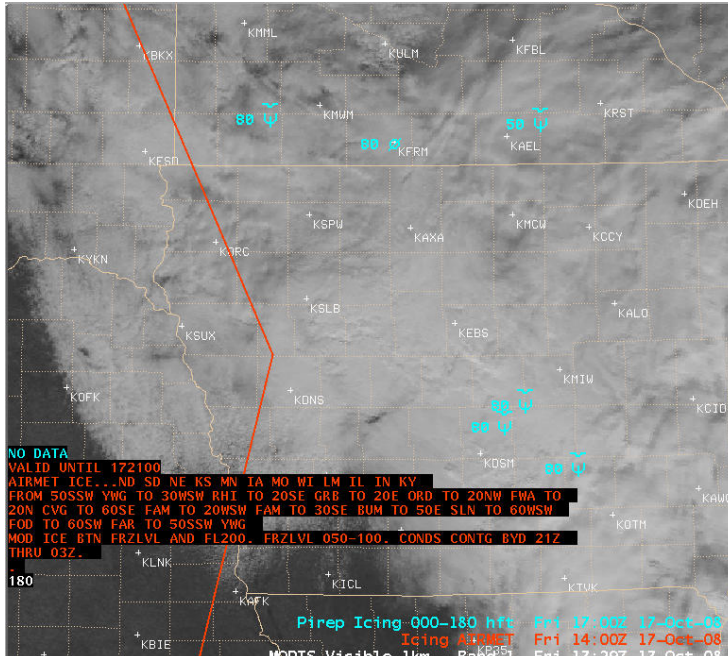 KMML
KULM
KFBL
KBKX
80
KMWM
KRST
50
80
KFRM
KAEL
KFSD
KDEH
KSPW
KMCW
KAXA
KCCY
KORC
KYKN
KSLB
KALO
KSUX
KEBS
KMIW
KOFK
KDNS
KCID
80
80
KDSM
80
NO DATA
VALID UNTIL 172100
AIRMET ICE...ND SD NE KS MN IA MO WI LM MI IL IN KY
FROM 50SSW YWG TO 30WSW RHI TO 20SE GRB TO 20E ORD TO 20NW FWA TO
20N CVG TO 60SE FAM TO 20WSW FAM TO 30SE BUM TO 50E SLN TO 60WSW
FOD TO 60SW FAR TO 50SSW YWG
MOD ICE BTN FRZLVL AND FL200. FRZLVL 050-100. CONDS CONTG BYD 21Z
THRU 03Z.
.
180
KOTM
KLNK
KICL
KTVK
KAFK
KBIE
Pirep Icing 000-180 hft Fri 17:00Z 17-Oct-08
Icing AIRMET Fri 14:00Z 17-Oct-08